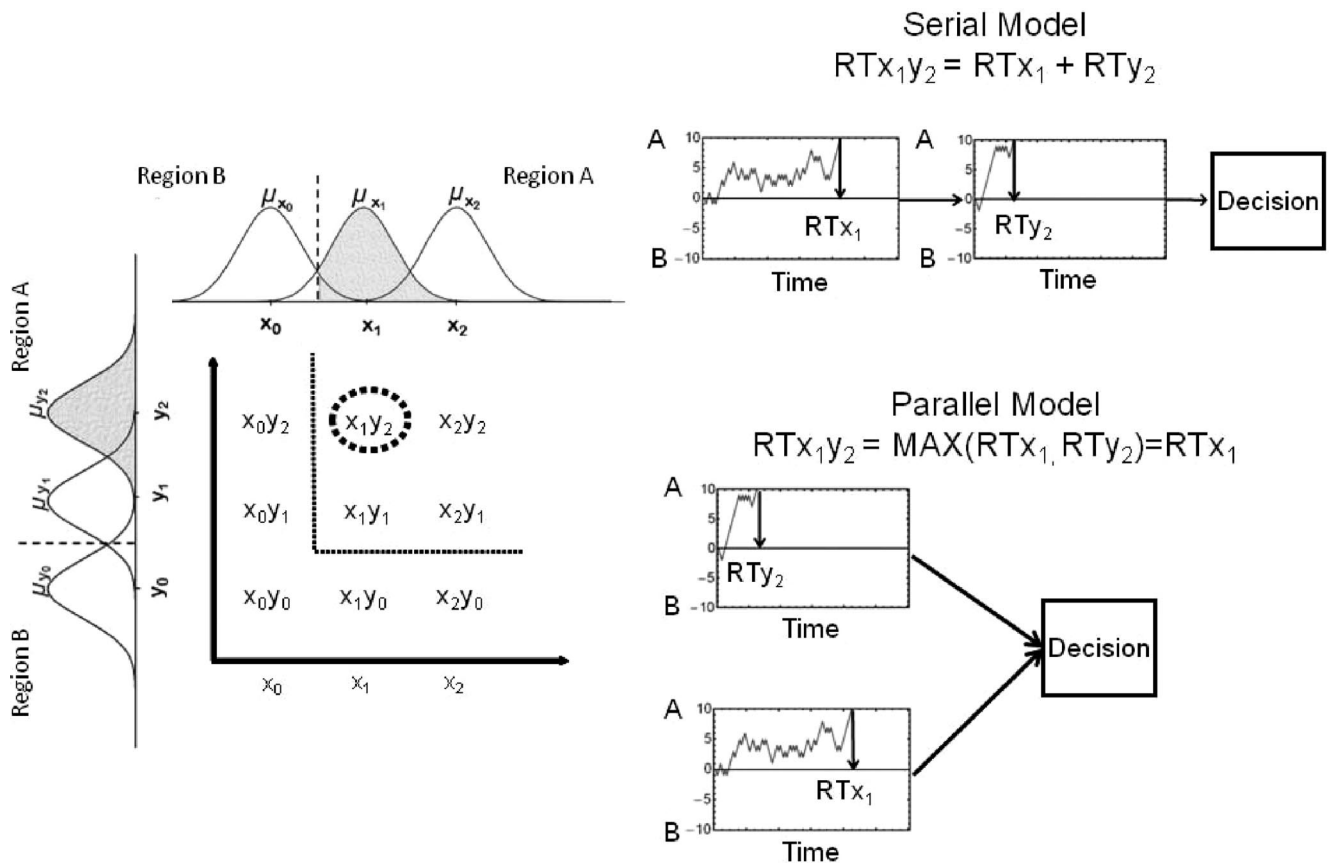 Region B
Region A
μx₀
μx₁
μx₂
x₀
x₁
x₂
Region A
Region B
μy₂
μy₁
μy₀
y₂
y₁
y₀
x₀y₂
x₁y₂
x₂y₂
x₀y₁
x₁y₁
x₂y₁
x₀y₀
x₁y₀
x₂y₀
x₀
x₁
x₂
Serial Model
RTx₁y₂ = RTx₁ + RTy₂
A
10
5
0
−5
B
−10
RTx₁
Time
A
10
5
0
−5
B
−10
RTy₂
Time
Decision
Parallel Model
RTx₁y₂ = MAX(RTx₁, RTy₂)=RTx₁
A
10
5
0
−5
B
−10
RTy₂
Time
A
10
5
0
−5
B
−10
RTx₁
Time
Decision